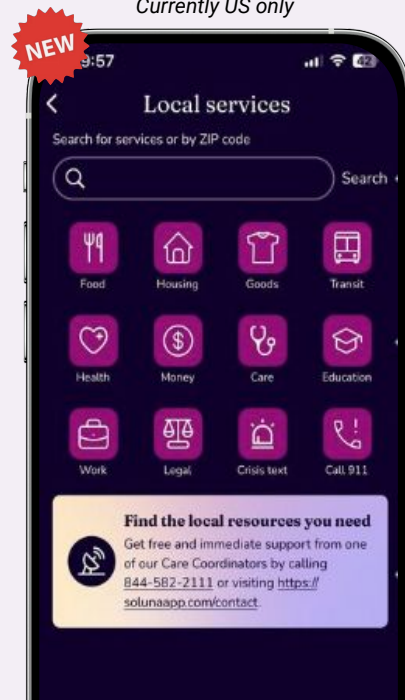 Currently US only
NEW
9:57
42
Local services
Search for services or by ZIP code
Search
Food Housing Goods Transit
Health Money Care Education
Work Legal Crisis text Call 911
Find the local resources you need
Get free and immediate support from one
of our Care Coordinators by calling
844-582-2111 or visiting https://
solunaapp.com/contact.